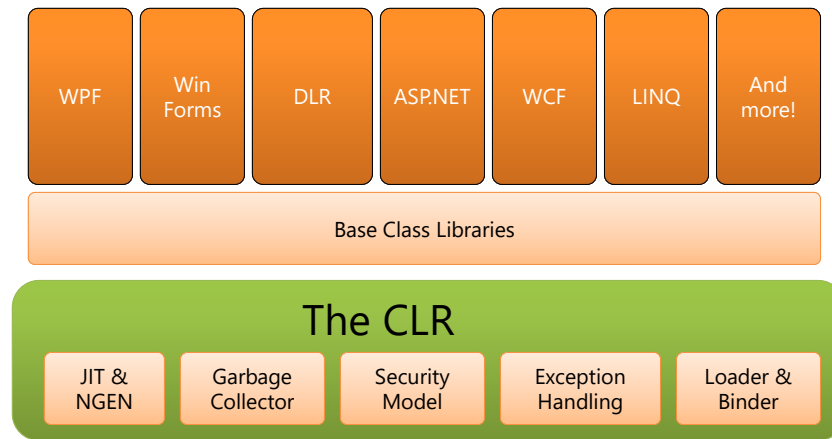 WPF
Win
Forms
DLR
ASP.NET
WCF
LINQ
And
more!
Base Class Libraries
The CLR
JIT &
NGEN
Garbage
Collector
Security
Model
Exception
Handling
Loader &
Binder